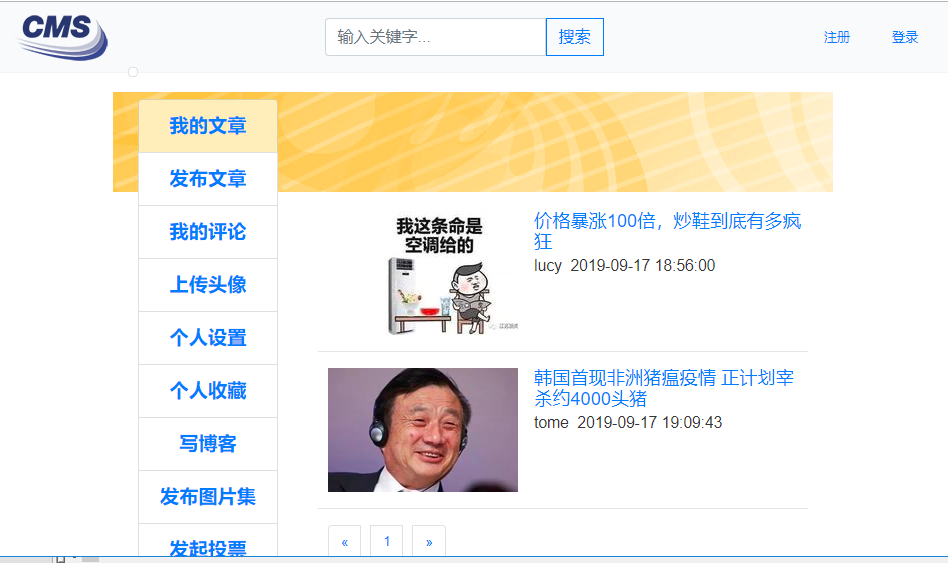 CMS
输入关键字...
搜索
注册
登录
我的文章
发布文章
我的评论
上传头像
个人设置
个人收藏
写博客
发布图片集
发起投票
我这条命是
空调给的
价格暴涨100倍，炒鞋到底有多疯
狂
lucy 2019-09-17 18:56:00
韩国首现非洲猪瘟疫情 正计划宰
杀约4000头猪
tome 2019-09-17 19:09:43
« 1 »